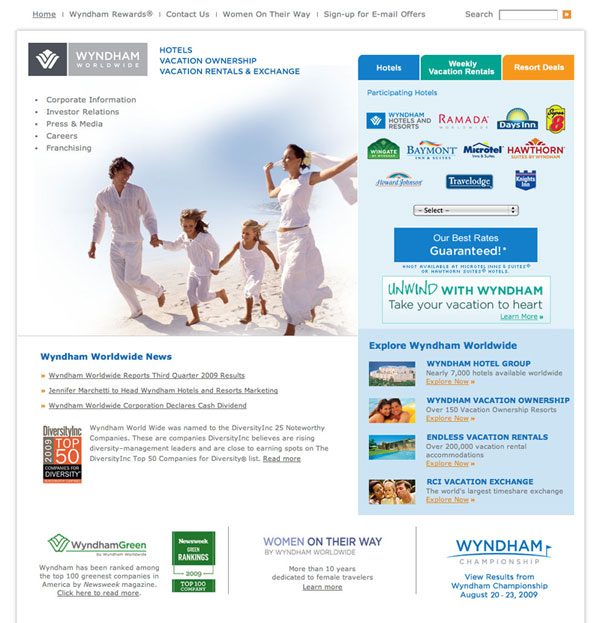 Home | Wyndham Rewards® | Contact Us | Women On Their Way | Sign-up for E-mail Offers
Search
WYNDHAM
WORLDWIDE
HOTELS
VACATION OWNERSHIP
VACATION RENTALS & EXCHANGE
• Corporate Information
• Investor Relations
• Press & Media
• Careers
• Franchising
Hotels
Weekly
Vacation Rentals
Resort Deals
Participating Hotels
WYNDHAM
HOTELS AND
RESORTS
RAMADA
WORLDWIDE
Days Inn
Super
8
WINGATE
BY WYNDHAM
BAYMONT
INN & SUITES
Microtel
Inn & Suites
HAWTHORN
SUITES BY WYNDHAM
Howard Johnson
Travelodge
Knights
Inn
- Select -
Our Best Rates
Guaranteed!*
*NOT AVAILABLE AT MICROTEL INNS & SUITES®
OR HAWTHORN SUITES® HOTELS.
UNWIND WITH WYNDHAM
Take your vacation to heart
Learn More »
Wyndham Worldwide News
» Wyndham Worldwide Reports Third Quarter 2009 Results
» Jennifer Marchetti to Head Wyndham Hotels and Resorts Marketing
» Wyndham Worldwide Corporation Declares Cash Dividend
DiversityInc
2009
TOP
50
COMPANIES FOR
DIVERSITY
Wyndham World Wide was named to the DiversityInc 25 Noteworthy
Companies. These are companies DiversityInc believes are rising
diversity-management leaders and are close to earning spots on The
DiversityInc Top 50 Companies for Diversity® list. Read more
Explore Wyndham Worldwide
WYNDHAM HOTEL GROUP
Nearly 7,000 hotels available worldwide
Explore Now »
WYNDHAM VACATION OWNERSHIP
Over 150 Vacation Ownership Resorts
Explore Now »
ENDLESS VACATION RENTALS
Over 200,000 vacation rental
accommodations
Explore Now »
RCI VACATION EXCHANGE
The world's largest timeshare exchange
Explore Now »
WyndhamGreen
by Wyndham Worldwide
Newsweek
GREEN
RANKINGS
2009
TOP 100
COMPANY
Wyndham has been ranked among
the top 100 greenest companies in
America by Newsweek magazine.
Click here to read more.
WOMEN ON THEIR WAY
BY WYNDHAM WORLDWIDE
More than 10 years
dedicated to female travelers
Learn more
WYNDHAM
CHAMPIONSHIP
View Results from
Wyndham Championship
August 20 - 23, 2009